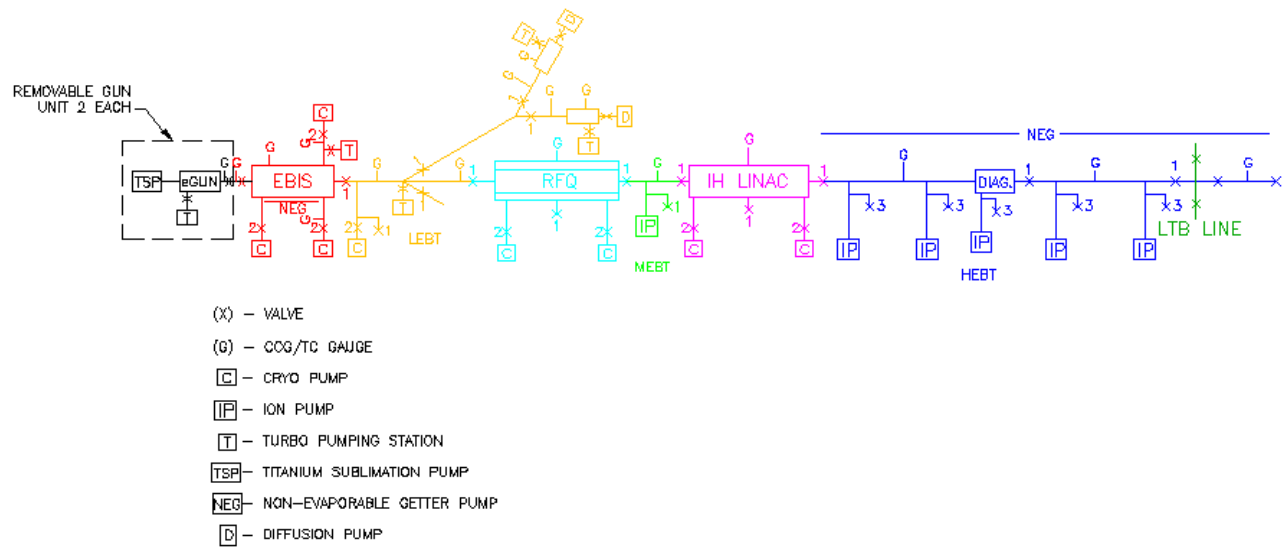 T
D
G
G
1
REMOVABLE GUN
UNIT 2 EACH
C
2
G
G
T
G
G
1
D
T
NEG
G
G
TSP
eGUN
T
EBIS
NEG
1
G
2
C
2
G
C
G
2
C
1
T
1
1
LEBT
G
1
G
RFQ
2
C
1
2
C
1
G
1
IP
MEBT
1
G
IH LINAC
2
C
1
2
C
1
G
3
IP
3
IP
DIAG.
3
IP
1
G
3
IP
3
IP
1
G
HEBT
LTB LINE
(X) – VALVE
(G) – CCG/TC GAUGE
C – CRYO PUMP
IP – ION PUMP
T – TURBO PUMPING STATION
TSP – TITANIUM SUBLIMATION PUMP
NEG – NON-EVAPORABLE GETTER PUMP
D – DIFFUSION PUMP